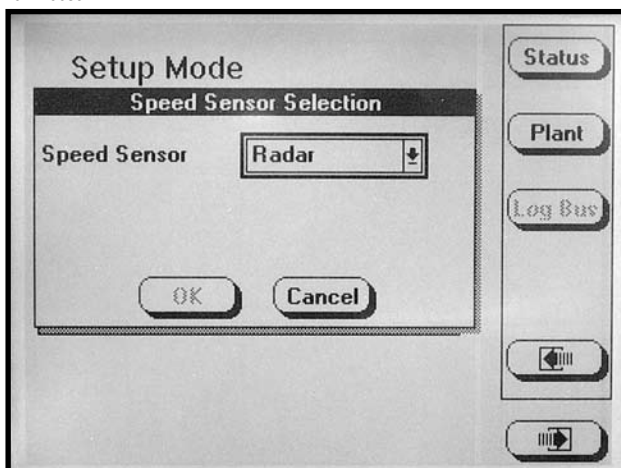 Setup Mode
Speed Sensor Selection
Speed Sensor
Radar
OK
Cancel
Status
Plant
Log Bus